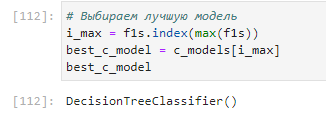 [112]: # Выбираем лучшую модель
i_max = f1s.index(max(f1s))
best_c_model = c_models[i_max]
best_c_model
[112]: DecisionTreeClassifier()